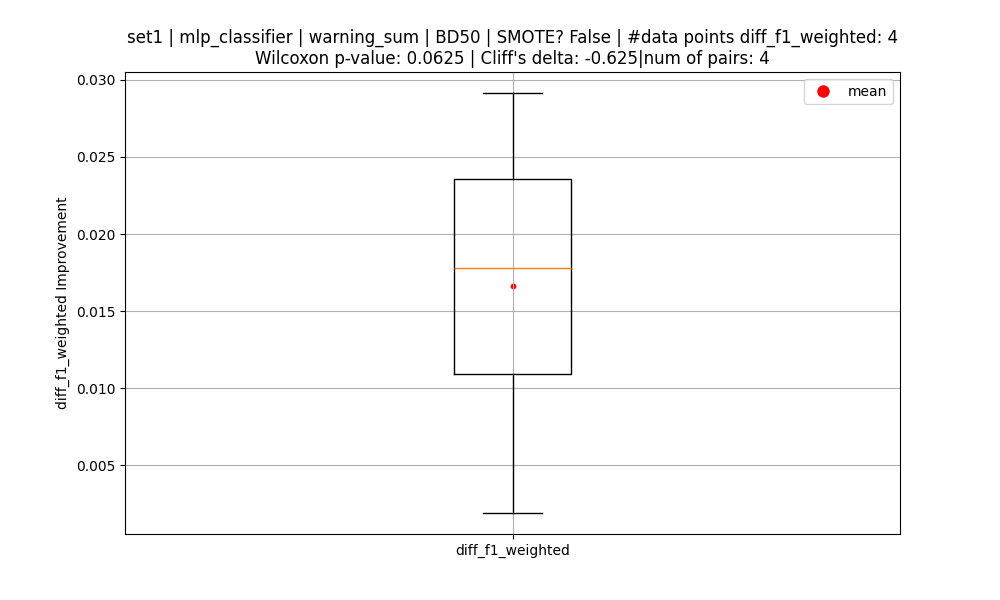 set1 | mlp_classifier | warning_sum | BD50 | SMOTE? False | #data points diff_f1_weighted: 4
Wilcoxon p-value: 0.0625 | Cliff's delta: -0.625|num of pairs: 4
mean
0.030
0.025
0.020
0.015
0.010
0.005
diff_f1_weighted Improvement
diff_f1_weighted